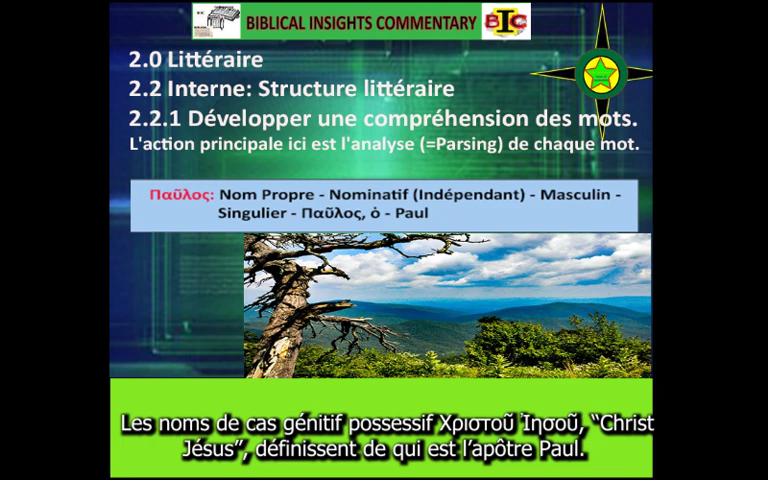 BIBLICAL INSIGHTS COMMENTARY
BIC
2.0 Littéraire
2.2 Interne: Structure littéraire
2.2.1 Développer une compréhension des mots.
L'action principale ici est l'analyse (=Parsing) de chaque mot.
Παῦλος: Nom Propre - Nominatif (Indépendant) - Masculin -
Singulier - Παῦλος, ὁ - Paul
Les noms de cas génitif possessif Χριστοῦ Ἰησοῦ, “Christ
Jésus”, définissent de qui est l’apôtre Paul.